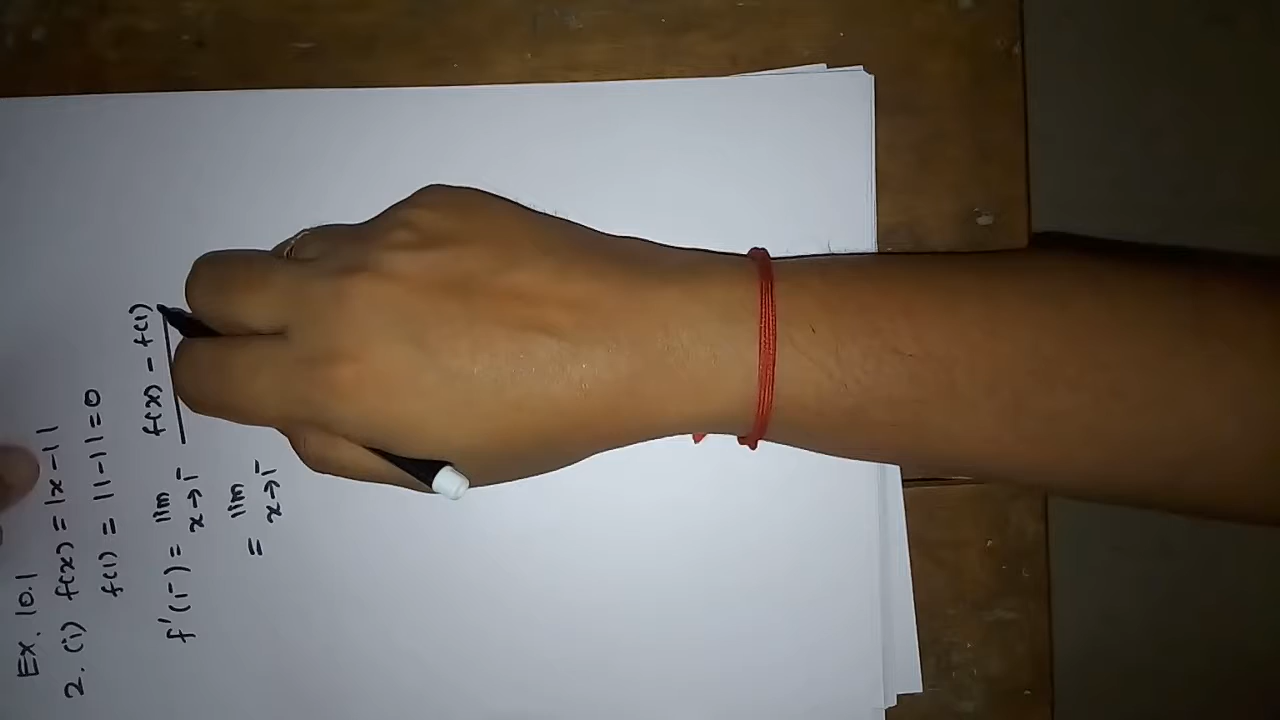 Ex. 10.1
2. (i) f(x) = |x-1|
f(1) = |1-1| = 0
f'(1⁻) = lim x→1⁻ f(x) - f(1)
= lim x→1⁻